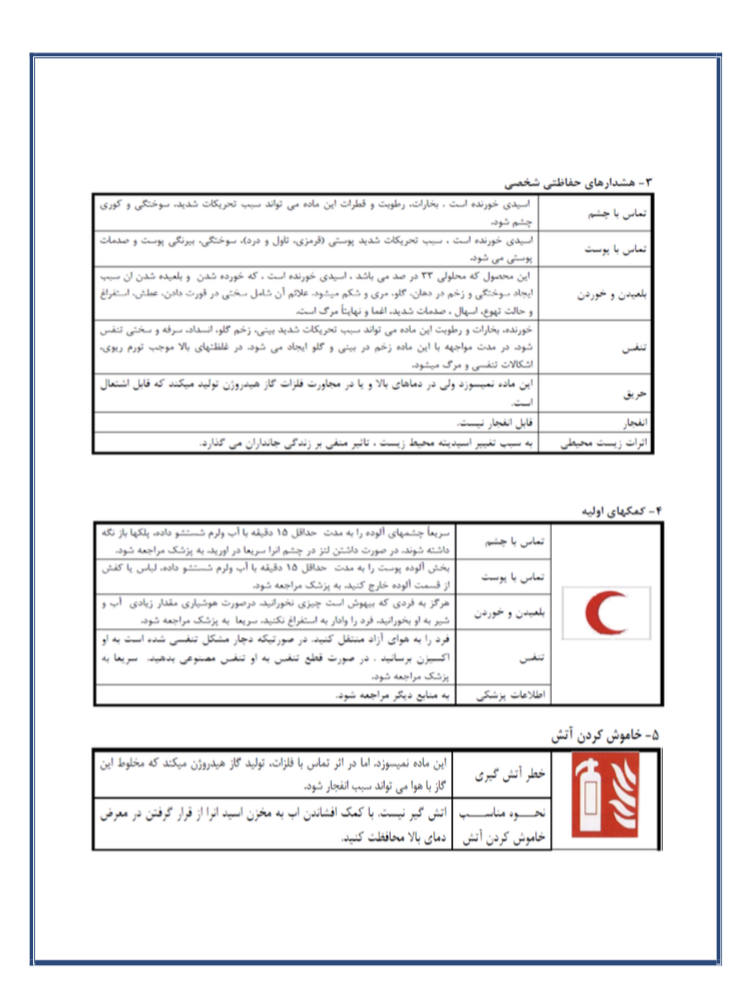 ۳- هشدارهای حفاظتی شخصی
تماس با چشم
اسیدی خورنده است ، بخارات، رطوبت و قطرات این ماده می تواند سبب تحریکات شدید، سوختگی و کوری
چشم شود.
تماس با پوست
اسیدی خورنده است ، سبب تحریکات شدید پوستی (قرمزی، تاول و درد)، سوختگی، بیرنگی پوست و صدمات
پوستی می شود.
بلعیدن و خوردن
این محصول که محلولی ۳۳ در صد می باشد ، اسیدی خورنده است ، که خورده شدن و بلعیده شدن ان سبب
ایجاد سوختگی و زخم در دهان، گلو، مری و شکم میشود. علائم آن شامل سختی در قورت دادن، عطش، استفراغ
و حالت تهوع، اسهال ، صدمات شدید، اغما و نهایتاً مرگ است.
تنفس
خورنده، بخارات و رطوبت این ماده می تواند سبب تحریکات شدید بینی، زخم گلو، انسداد، سرفه و سختی تنفس
شود. در مدت مواجهه با این ماده زخم در بینی و گلو ایجاد می شود. در غلظتهای بالا موجب تورم ریوی،
اشکالات تنفسی و مرگ میشود.
حریق
این ماده نمیسوزد ولی در دماهای بالا و یا در مجاورت فلزات گاز هیدروژن تولید میکند که قابل اشتعال
است.
انفجار
قابل انفجار نیست.
اثرات زیست محیطی
به سبب تغییر اسیدیته محیط زیست ، تاثیر منفی بر زندگی جانداران می گذارد.
۴- کمکهای اولیه
تماس با چشم
سریعاً چشمهای آلوده را به مدت حداقل ۱۵ دقیقه با آب ولرم شستشو داده، پلکها باز نگه
داشته شوند. در صورت داشتن لنز در چشم انرا سریعا در اورید، به پزشک مراجعه شود.
تماس با پوست
بخش آلوده پوست را به مدت حداقل ۱۵ دقیقه با آب ولرم شستشو داده، لباس یا کفش
از قسمت آلوده خارج کنید، به پزشک مراجعه شود.
بلعیدن و خوردن
هرگز به فردی که بیهوش است چیزی نخورانید، درصورت هوشیاری مقدار زیادی آب و
شیر به او بخورانید، فرد را وادار به استفراغ نکنید، سریعا به پزشک مراجعه شود.
تنفس
فرد را به هوای آزاد منتقل کنید. در صورتیکه دچار مشکل تنفسی شده است به او
اکسیژن برسانید . در صورت قطع تنفس به او تنفس مصنوعی بدهید. سریعا به
پزشک مراجعه شود.
اطلاعات پزشکی
به منابع دیگر مراجعه شود.
۵- خاموش کردن آتش
خطر آتش گیری
این ماده نمیسوزد، اما در اثر تماس با فلزات، تولید گاز هیدروژن میکند که مخلوط این
گاز با هوا می تواند سبب انفجار شود.
نحوه مناسب
خاموش کردن آتش
اتش گیر نیست. با کمک افشاندن اب به مخزن اسید انرا از قرار گرفتن در معرض
دمای بالا محافظت کنید.